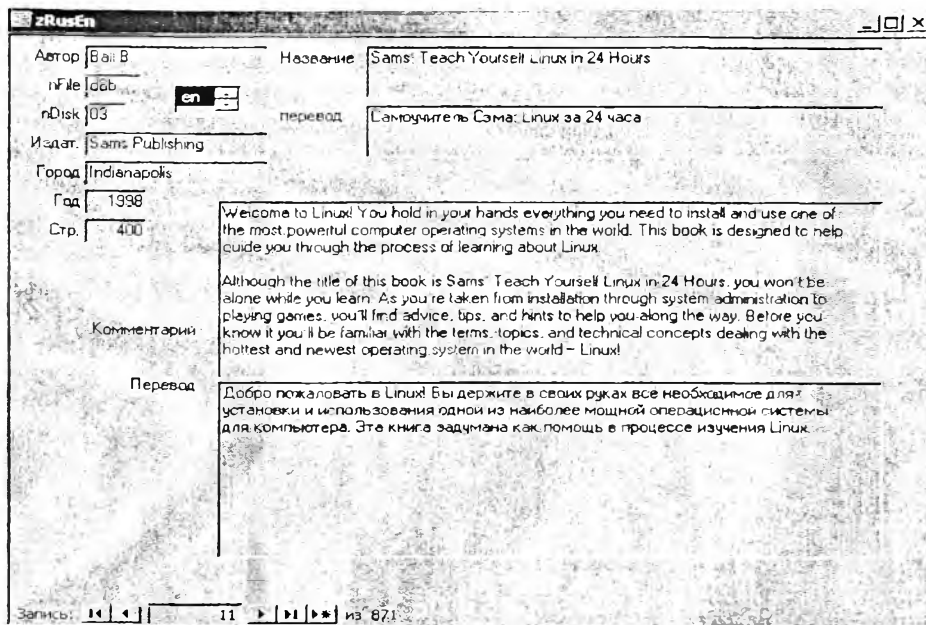 zRusEn
Автор Ball B
nFile dab
nDisk 03
en
Издат. Sams Publishing
Город Indianapolis
Год 1998
Стр. 400
Название Sams' Teach Yourself Linux in 24 Hours
перевод Самоучитель Сэма: Linux за 24 часа
Комментарий
Welcome to Linux! You hold in your hands everything you need to install and use one of
the most powerful computer operating systems in the world. This book is designed to help
guide you through the process of learning about Linux.
Although the title of this book is Sams' Teach Yourself Linux in 24 Hours, you won't be
alone while you learn. As you're taken from installation through system administration to
playing games, you'll find advice, tips, and hints to help you along the way. Before you
know it you'll be familiar with the terms, topics, and technical concepts dealing with the
hottest and newest operating system in the world - Linux!
Перевод
Добро пожаловать в Linux! Вы держите в своих руках все необходимое для
установки и использования одной из наиболее мощной операционной системы
для компьютера. Эта книга задумана как помощь в процессе изучения Linux.
Запись: 11 из 871